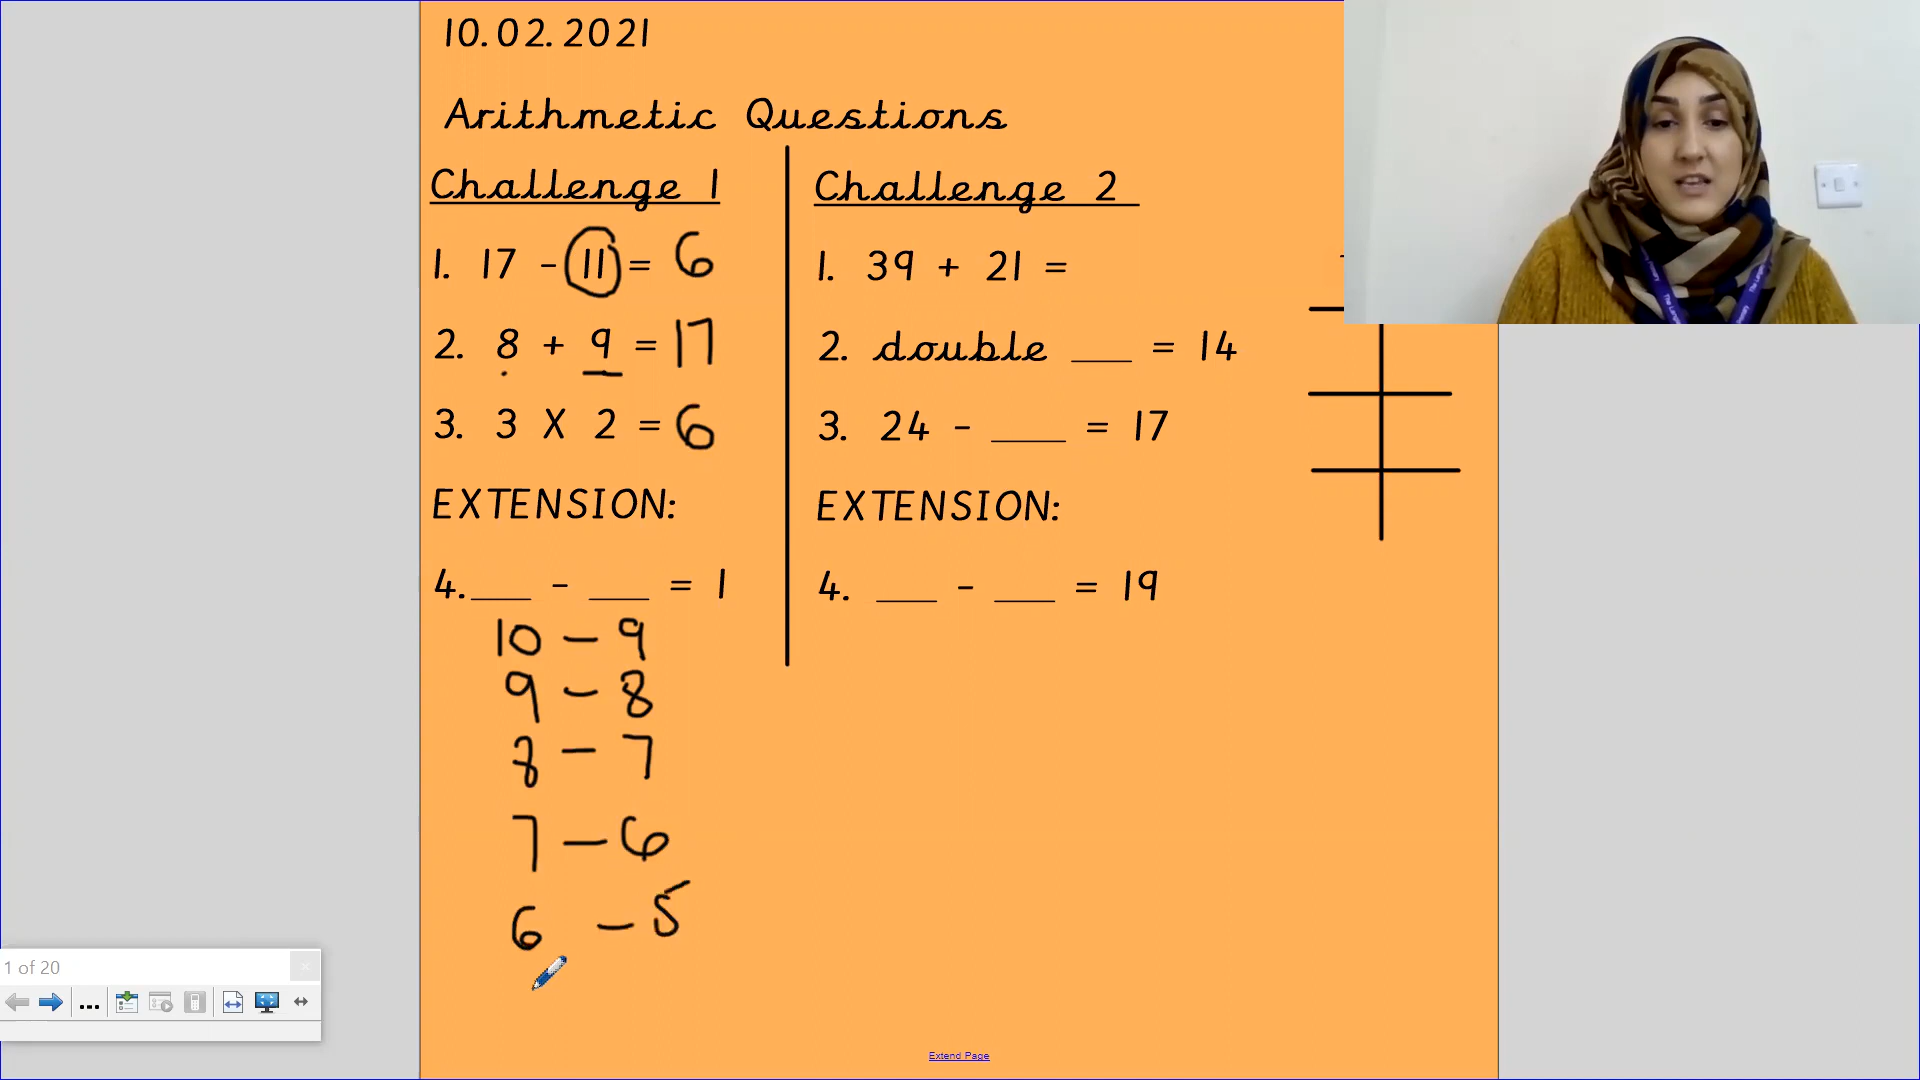 10.02.2021
Arithmetic Questions
Challenge 1
1. 17 - 11 = 6
2. 8 + 9 = 17
3. 3 X 2 = 6
EXTENSION:
4.___ - ___ = 1
10 - 9
9 - 8
8 - 7
7 - 6
6 - 5
Challenge 2
1. 39 + 21 =
2. double ___ = 14
3. 24 - ___ = 17
EXTENSION:
4. ___ - ___ = 19
1 of 20
Extend Page